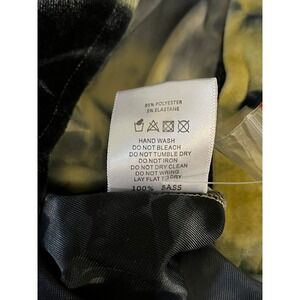 95% POLYESTER
5% ELASTANE
HAND WASH
DO NOT BLEACH
DO NOT TUMBLE DRY
DO NOT IRON
DO NOT DRY CLEAN
DO NOT WRING
LAY FLAT TO DRY
100% SASS